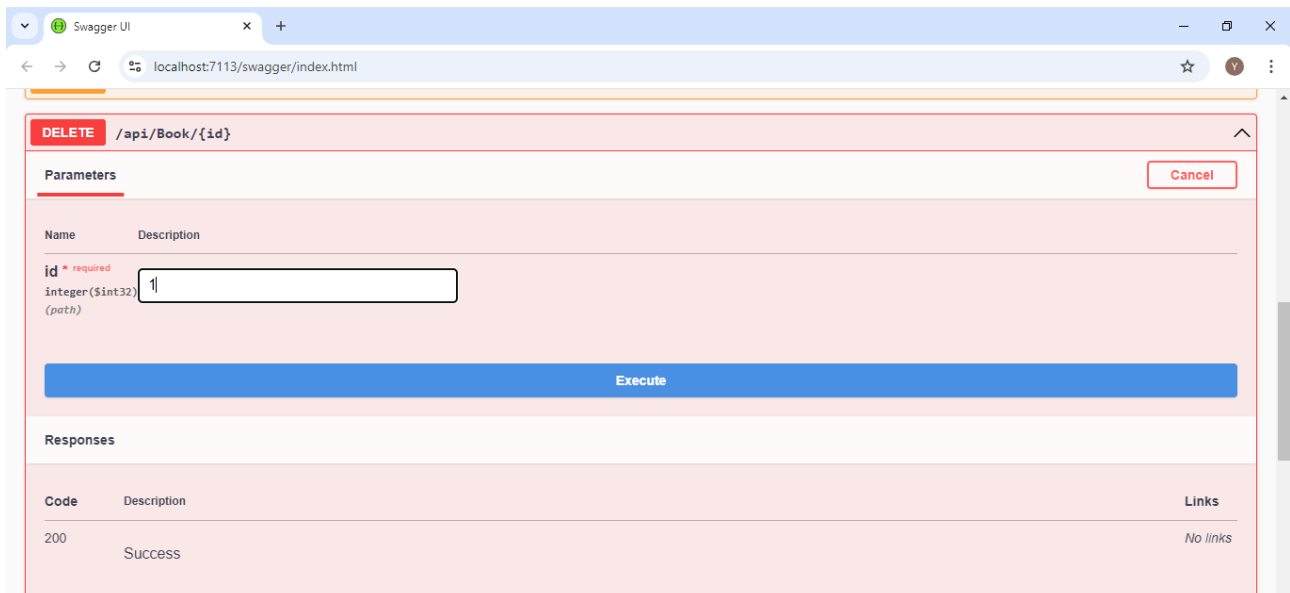 Swagger UI
localhost:7113/swagger/index.html
Y
DELETE /api/Book/{id}
Parameters
Cancel
Name Description
id * required
integer($int32)
(path)
1
Execute
Responses
Code Description Links
200 Success No links